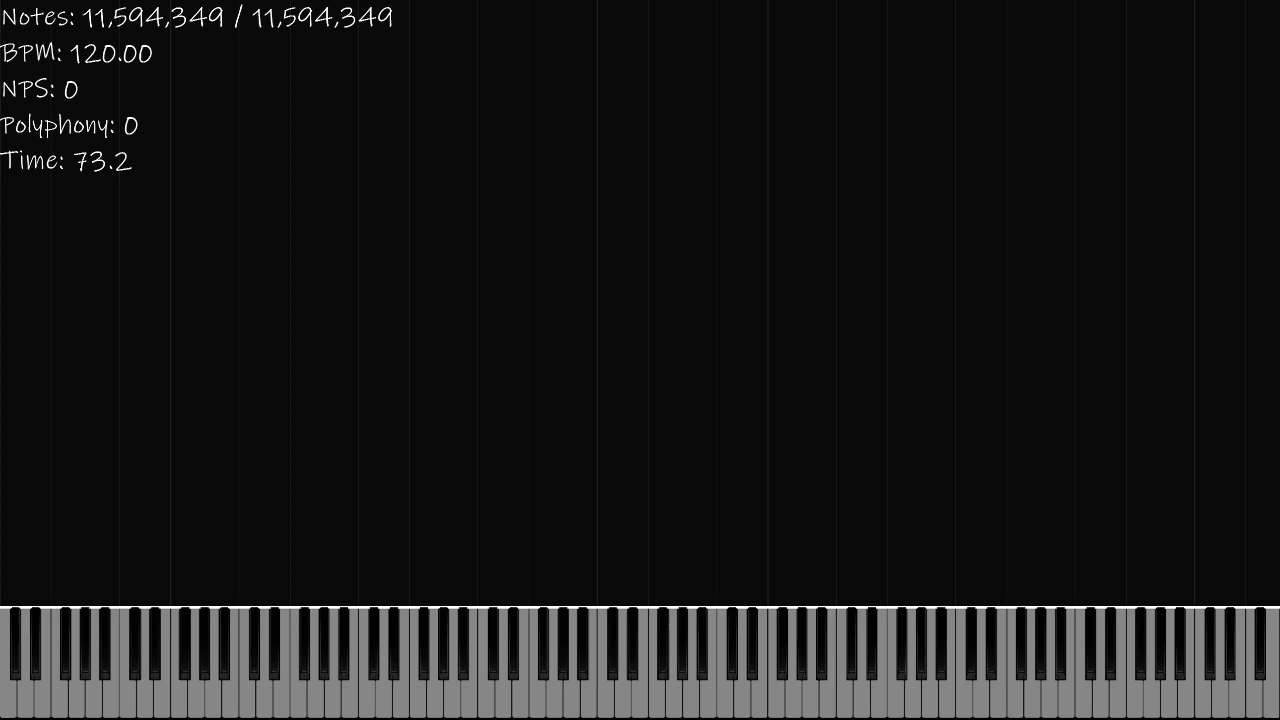 Notes: 11,594,349 / 11,594,349
BPM: 120.00
NPS: 0
Polyphony: 0
Time: 73.2